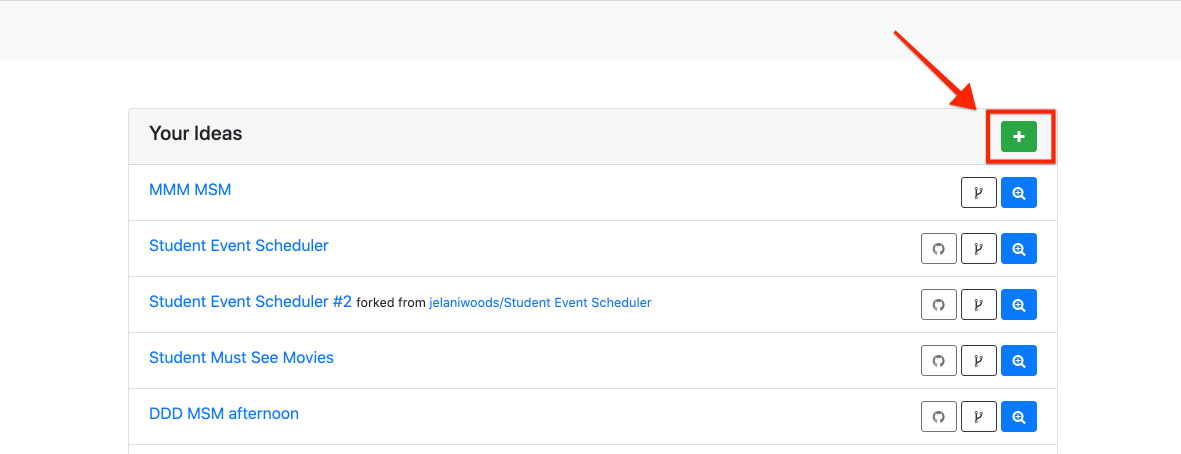 Your Ideas
MMM MSM
Student Event Scheduler
Student Event Scheduler #2 forked from jelaniwoods/Student Event Scheduler
Student Must See Movies
DDD MSM afternoon